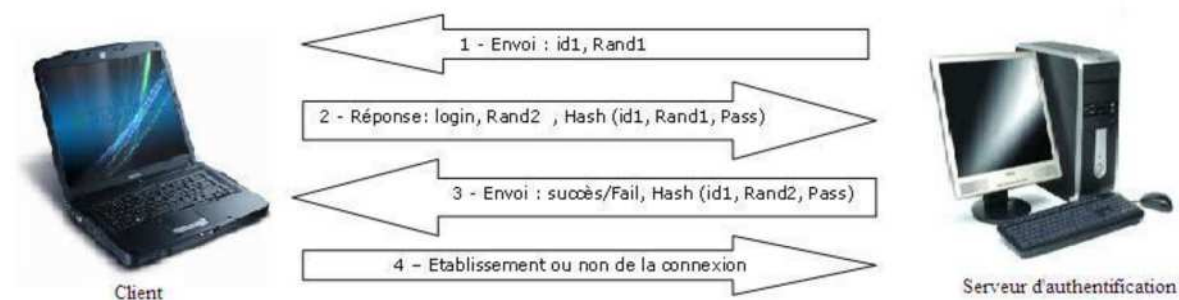 1 - Envoi : id1, Rand1
2 - Réponse: login, Rand2 , Hash (id1, Rand1, Pass)
3 - Envoi : succès/Fail, Hash (id1, Rand2, Pass)
4 – Etablissement ou non de la connexion
Client
Serveur d'authentification